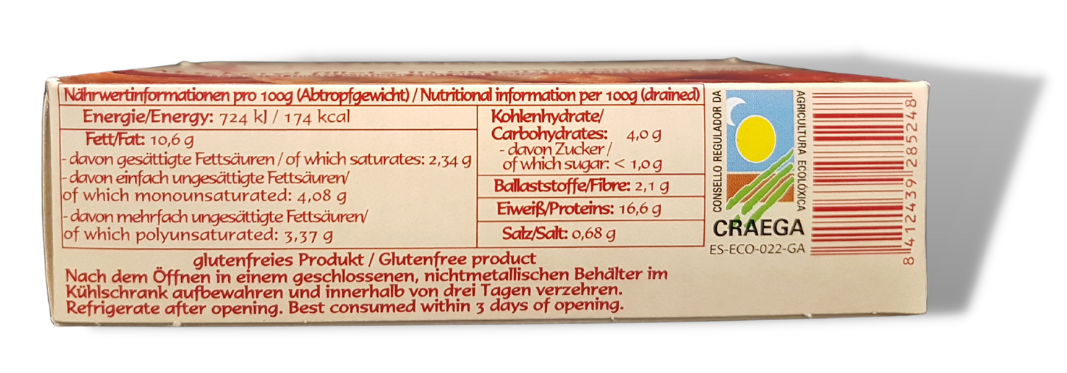 Nährwertinformationen pro 100g (Abtropfgewicht) / Nutritional information per 100g (drained)
Energie/Energy: 724 kJ / 174 kcal
Fett/Fat: 10,6 g
- davon gesättigte Fettsäuren / of which saturates: 2,34 g
- davon einfach ungesättigte Fettsäuren/
of which monounsaturated: 4,08 g
- davon mehrfach ungesättigte Fettsäuren/
of which polyunsaturated: 3,37 g
Kohlenhydrate/
Carbohydrates: 4,0 g
- davon Zucker /
of which sugar: < 1,0 g
Ballaststoffe/Fibre: 2,1 g
Eiweiß/Proteins: 16,6 g
Salz/Salt: 0,68 g
glutenfreies Produkt / Glutenfree product
Nach dem Öffnen in einem geschlossenen, nichtmetallischen Behälter im
Kühlschrank aufbewahren und innerhalb von drei Tagen verzehren.
Refrigerate after opening. Best consumed within 3 days of opening.
CONSELLO REGULADOR DA
AGRICULTURA ECOLÓXICA
CRAEGA
ES-ECO-022-GA
8 412439 285248